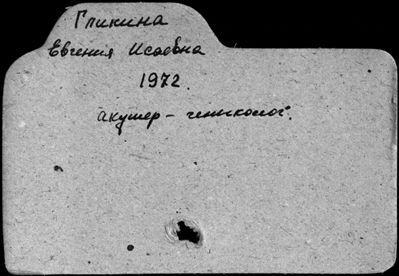 Гликина
Евгения Исаевна
1972.
акушер - гинеколог.